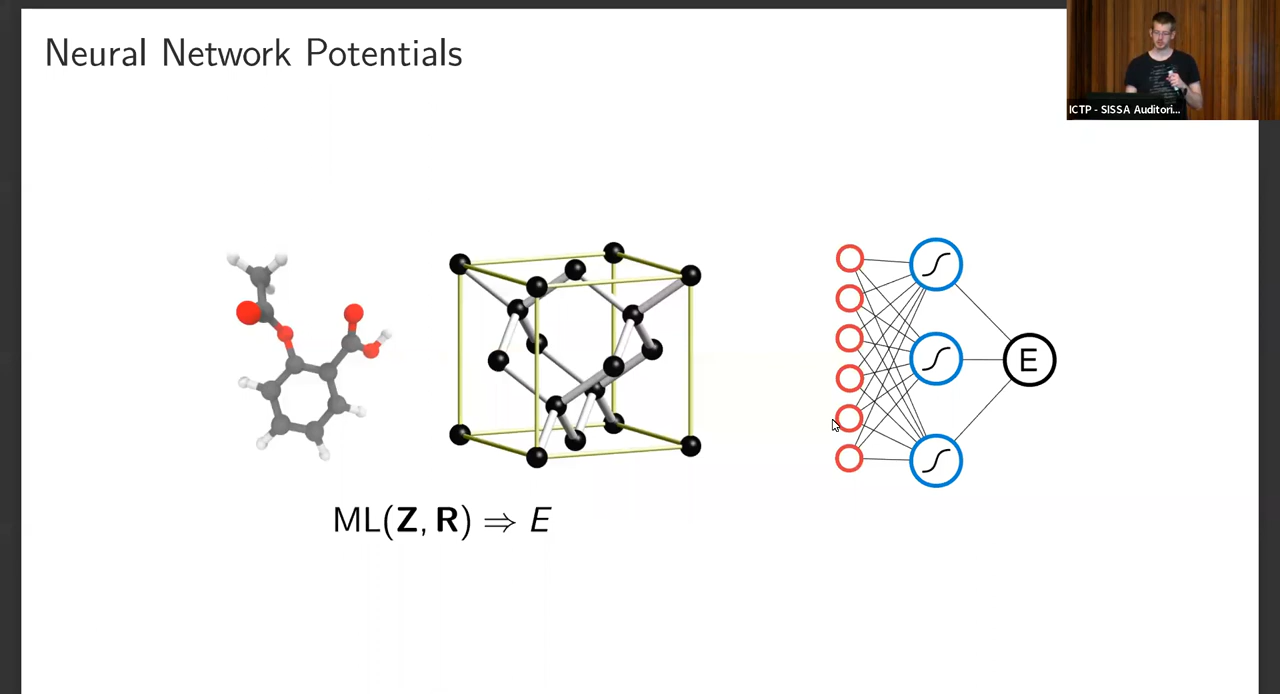 Neural Network Potentials
ICTP - SISSA Auditori...
E
ML(Z, R) ⇒ E